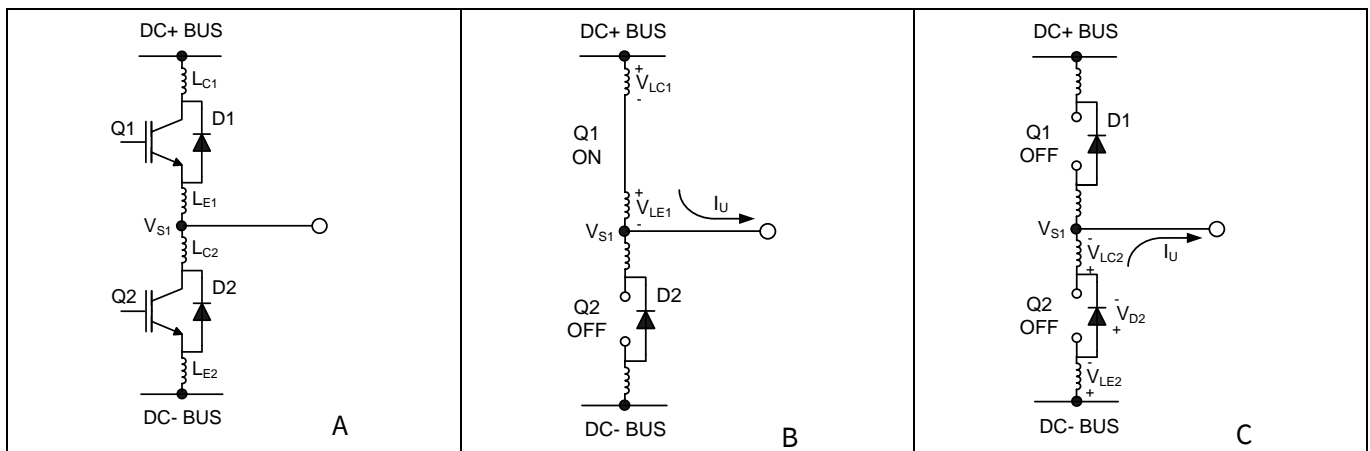 DC+ BUS
LC1
Q1
D1
LE1
VS1
LC2
Q2
D2
LE2
DC- BUS
A
DC+ BUS
+
VLC1
-
Q1
ON
+
VLE1
-
IU
VS1
D2
Q2
OFF
DC- BUS
B
DC+ BUS
D1
Q1
OFF
VS1
-
VLC2
+
IU
Q2
OFF
-
VD2
+
-
VLE2
+
DC- BUS
C